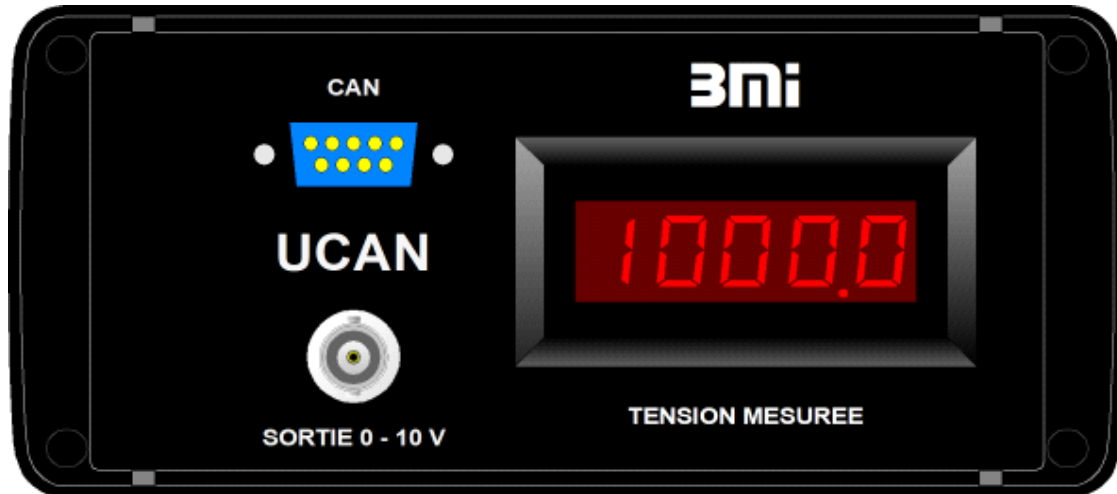 CAN
3Mi
UCAN
1000.0
SORTIE 0 - 10 V
TENSION MESUREE